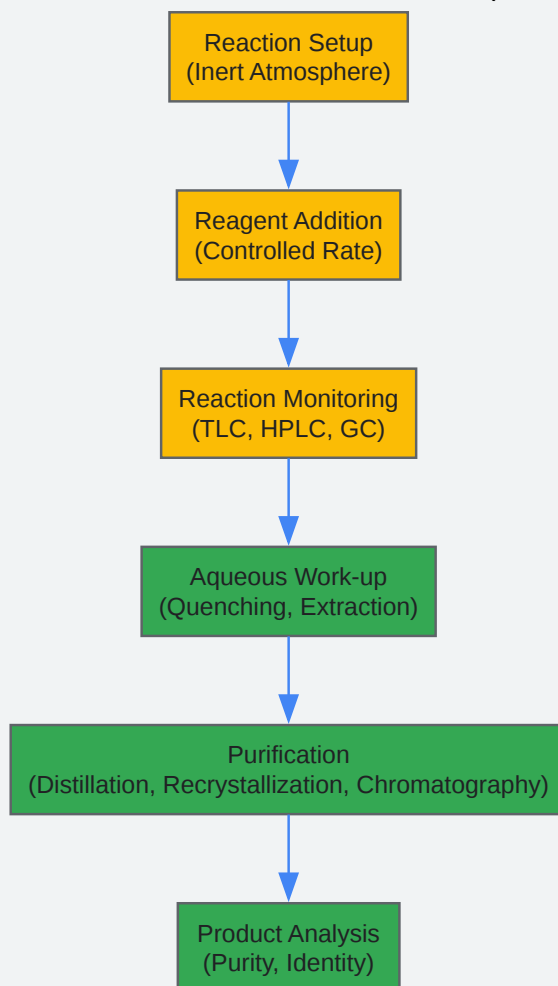 Reaction Setup
(Inert Atmosphere)
Reagent Addition
(Controlled Rate)
Reaction Monitoring
(TLC, HPLC, GC)
Aqueous Work-up
(Quenching, Extraction)
Purification
(Distillation, Recrystallization, Chromatography)
Product Analysis
(Purity, Identity)